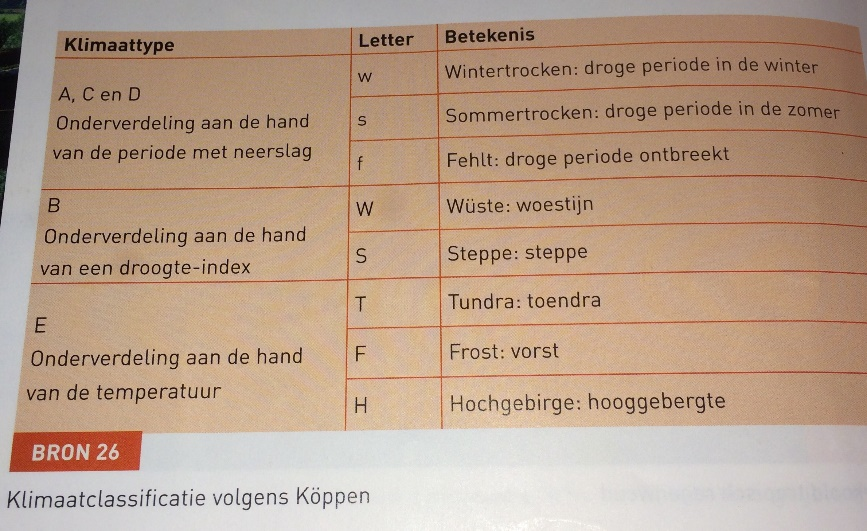 Klimaattype Letter Betekenis
A, C en D
Onderverdeling aan de hand
van de periode met neerslag
w Wintertrocken: droge periode in de winter
s Sommertrocken: droge periode in de zomer
f Fehlt: droge periode ontbreekt
B
Onderverdeling aan de hand
van een droogte-index
W Wüste: woestijn
S Steppe: steppe
E
Onderverdeling aan de hand
van de temperatuur
T Tundra: toendra
F Frost: vorst
H Hochgebirge: hooggebergte
BRON 26
Klimaatclassificatie volgens Köppen